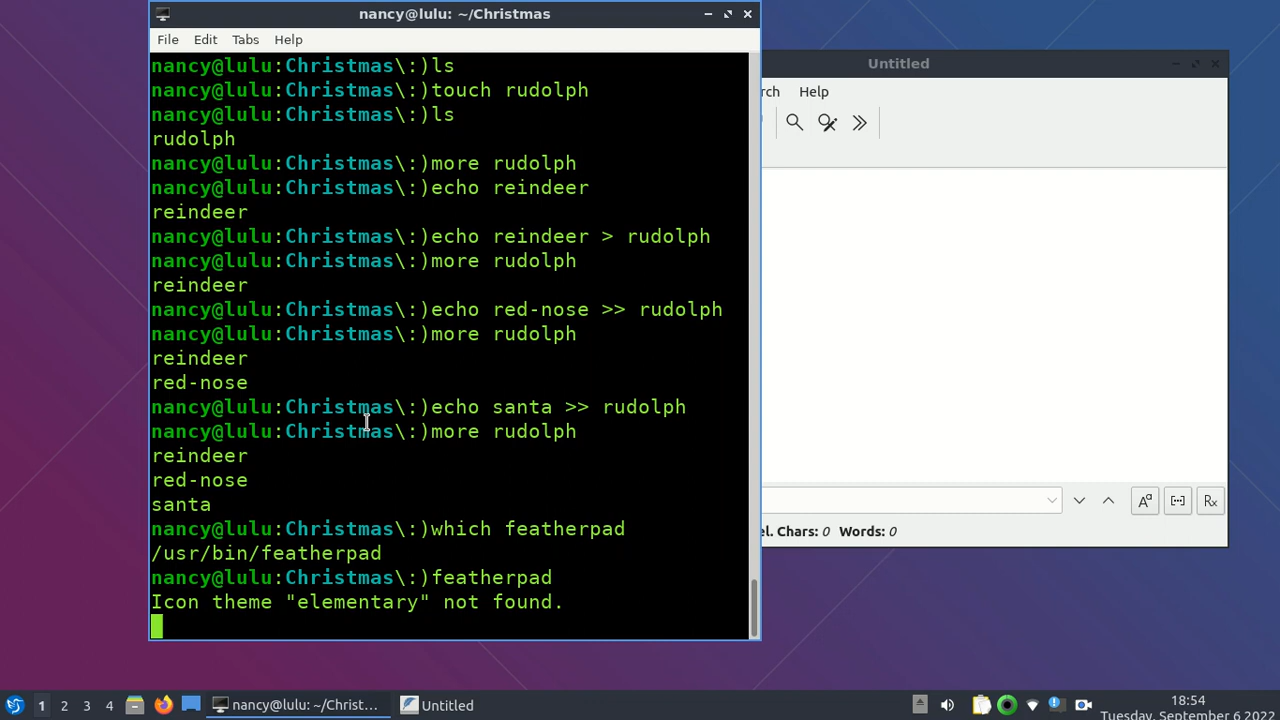 nancy@lulu: ~/Christmas
File Edit Tabs Help
nancy@lulu:Christmas\:)ls
nancy@lulu:Christmas\:)touch rudolph
nancy@lulu:Christmas\:)ls
rudolph
nancy@lulu:Christmas\:)more rudolph
nancy@lulu:Christmas\:)echo reindeer
reindeer
nancy@lulu:Christmas\:)echo reindeer > rudolph
nancy@lulu:Christmas\:)more rudolph
reindeer
nancy@lulu:Christmas\:)echo red-nose >> rudolph
nancy@lulu:Christmas\:)more rudolph
reindeer
red-nose
nancy@lulu:Christmas\:)echo santa >> rudolph
nancy@lulu:Christmas\:)more rudolph
reindeer
red-nose
santa
nancy@lulu:Christmas\:)which featherpad
/usr/bin/featherpad
nancy@lulu:Christmas\:)featherpad
Icon theme "elementary" not found.
Untitled
rch Help
el. Chars: 0 Words: 0
1 2 3 4 nancy@lulu: ~/Christ... Untitled
18:54
Tuesday, September 6 2022